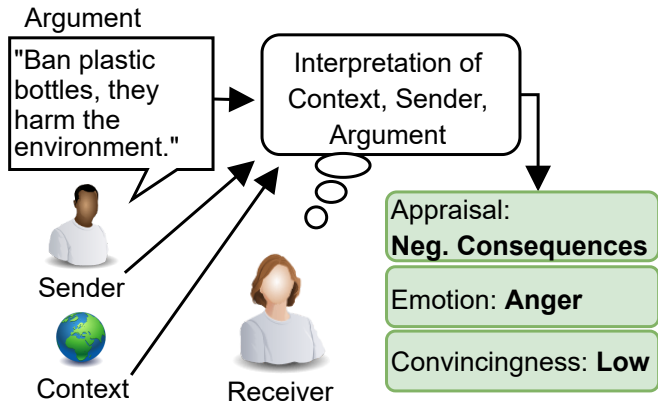 Argument
"Ban plastic
bottles, they
harm the
environment."
Interpretation of
Context, Sender,
Argument
Sender
Context
Receiver
Appraisal:
Neg. Consequences
Emotion: Anger
Convincingness: Low